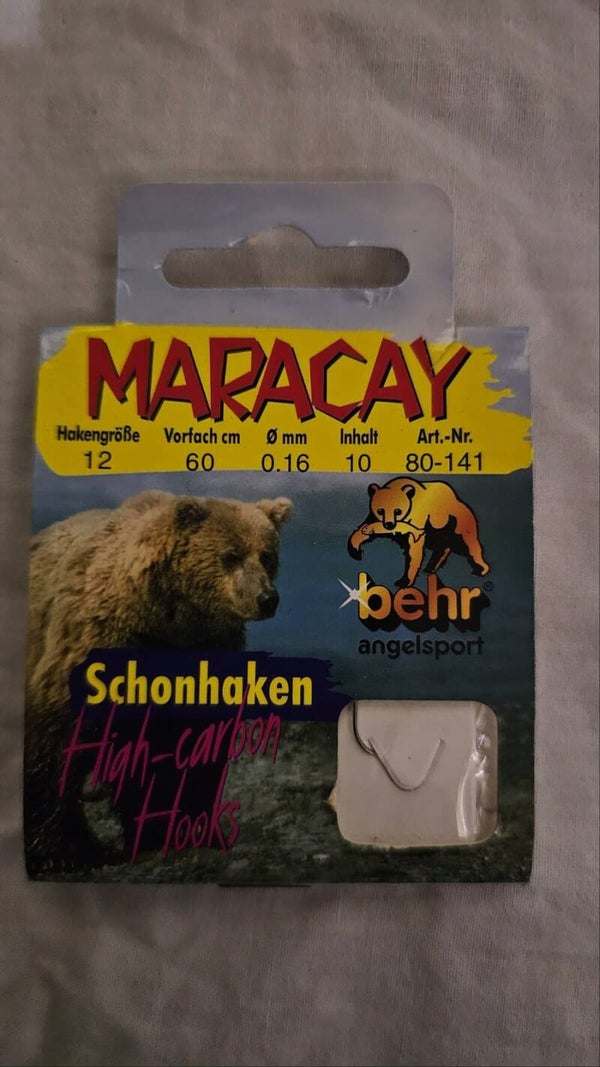 MARACAY
Hakengröße Vorfach cm Ø mm Inhalt Art.-Nr.
12 60 0.16 10 80-141
behr®
angelsport
Schonhaken
High-carbon
Hooks